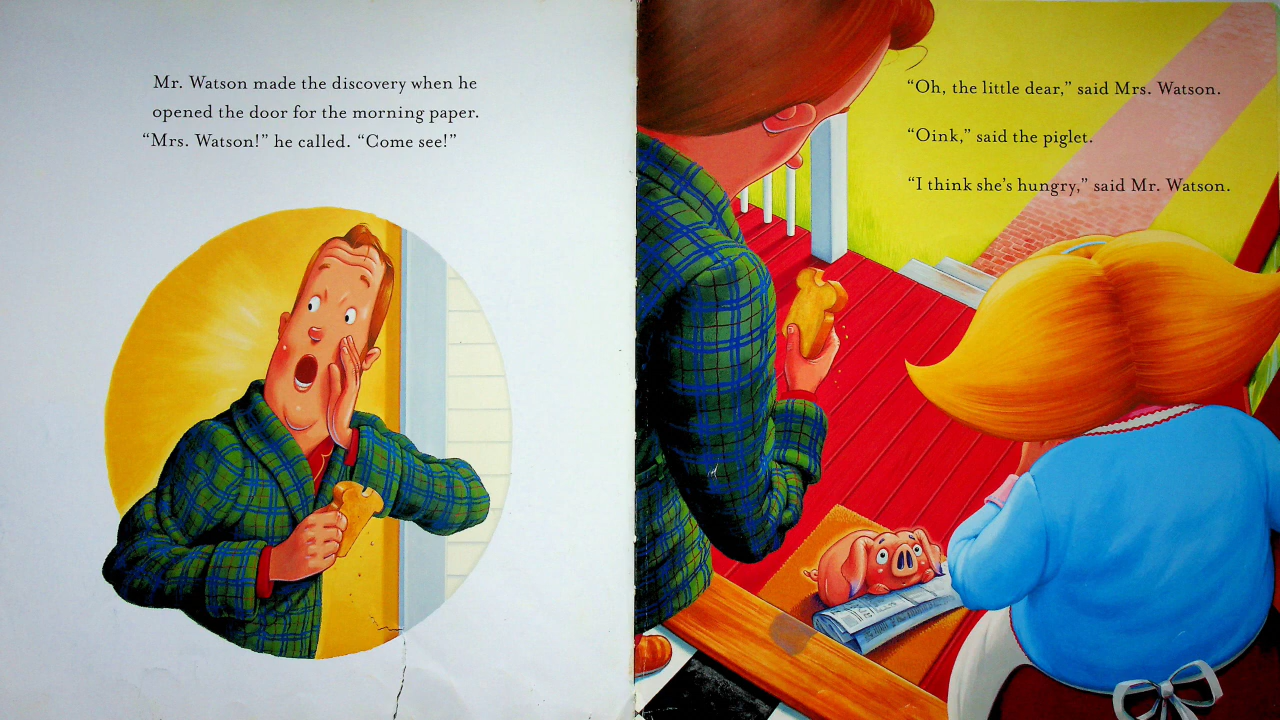 Mr. Watson made the discovery when he
opened the door for the morning paper.
“Mrs. Watson!” he called. “Come see!”
“Oh, the little dear,” said Mrs. Watson.
“Oink,” said the piglet.
“I think she’s hungry,” said Mr. Watson.